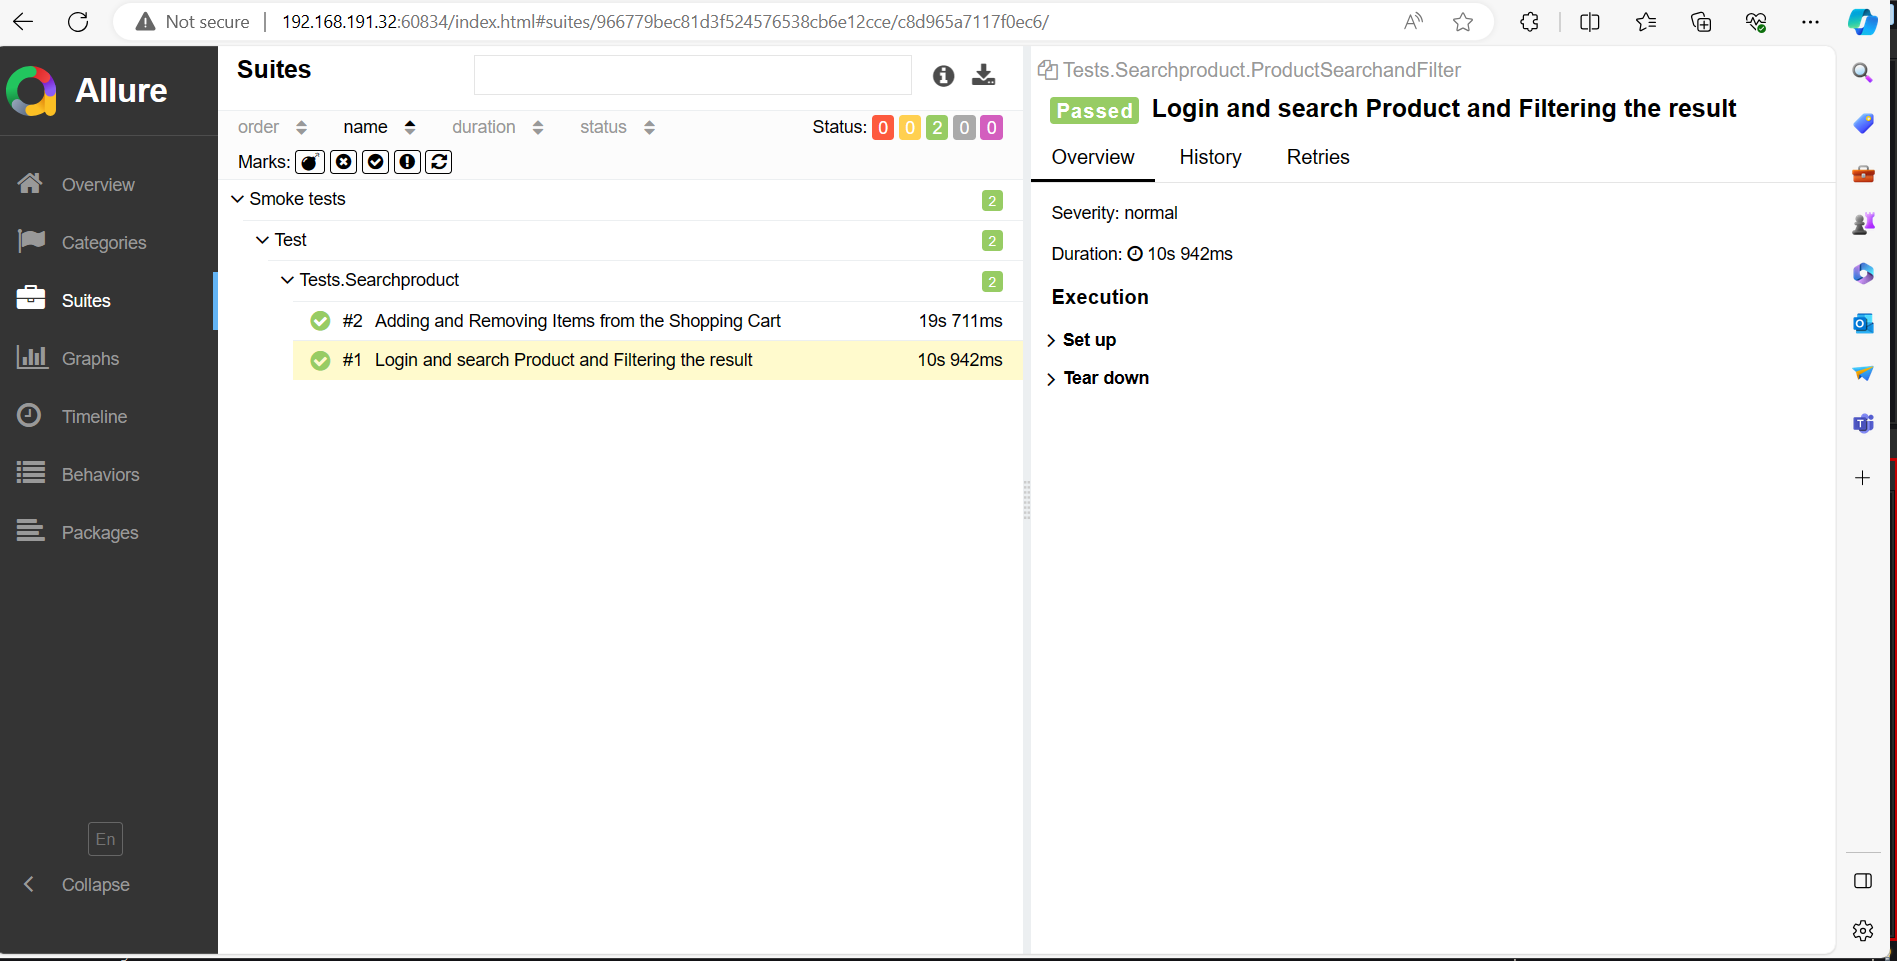 Not secure
192.168.191.32:60834/index.html#suites/966779bec81d3f524576538cb6e12cce/c8d965a7117f0ec6/
Allure
Overview
Categories
Suites
Graphs
Timeline
Behaviors
Packages
En
Collapse
Suites
order name duration status Status: 0 0 2 0 0
Marks:
Smoke tests 2
Test 2
Tests.Searchproduct 2
#2 Adding and Removing Items from the Shopping Cart 19s 711ms
#1 Login and search Product and Filtering the result 10s 942ms
Tests.Searchproduct.ProductSearchandFilter
Passed Login and search Product and Filtering the result
Overview History Retries
Severity: normal
Duration: 10s 942ms
Execution
Set up
Tear down